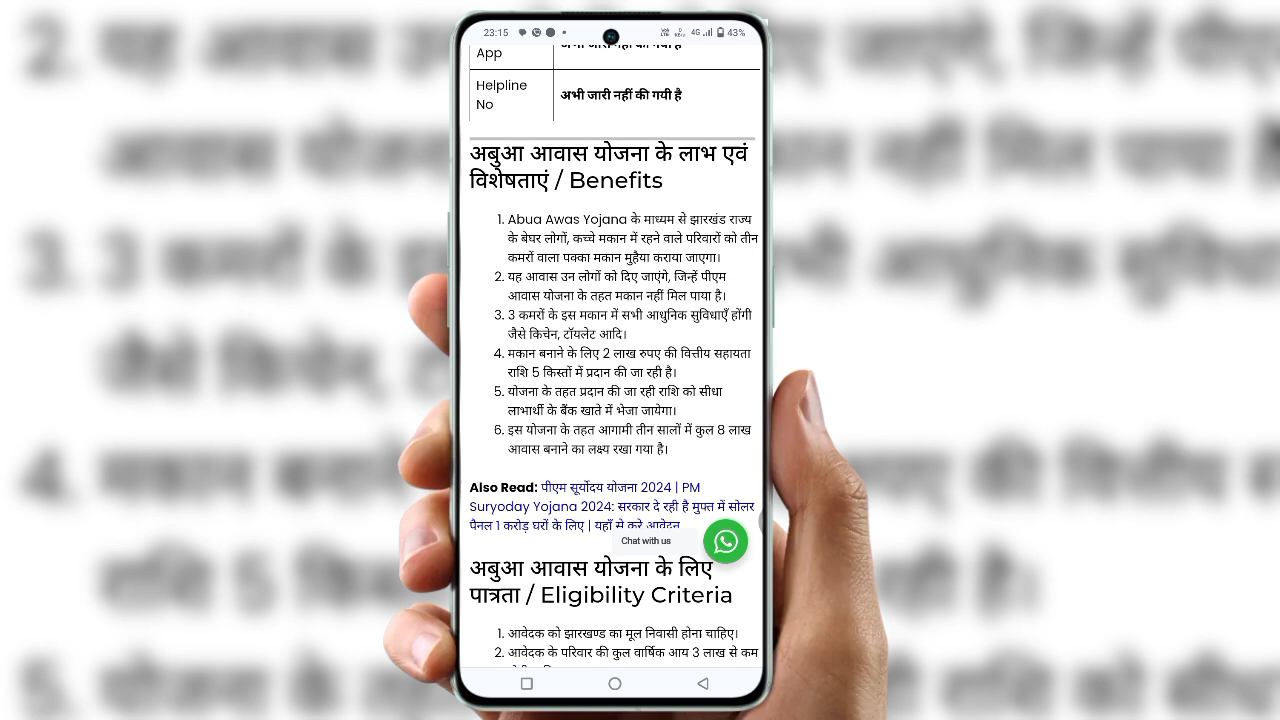 23:15
4G
43%
App
Helpline
No
अभी जारी नहीं की गयी है
अबुआ आवास योजना के लाभ एवं
विशेषताएं / Benefits
1. Abua Awas Yojana के माध्यम से झारखंड राज्य
के बेघर लोगों, कच्चे मकान में रहने वाले परिवारों को तीन
कमरों वाला पक्का मकान मुहैया कराया जाएगा।
2. यह आवास उन लोगों को दिए जाएंगे, जिन्हें पीएम
आवास योजना के तहत मकान नहीं मिल पाया है।
3. 3 कमरों के इस मकान में सभी आधुनिक सुविधाएँ होंगी
जैसे किचेन, टॉयलेट आदि।
4. मकान बनाने के लिए 2 लाख रुपए की वित्तीय सहायता
राशि 5 किस्तों में प्रदान की जा रही है।
5. योजना के तहत प्रदान की जा रही राशि को सीधा
लाभार्थी के बैंक खाते में भेजा जायेगा।
6. इस योजना के तहत आगामी तीन सालों में कुल 8 लाख
आवास बनाने का लक्ष्य रखा गया है।
Also Read: पीएम सूर्योदय योजना 2024 | PM
Suryoday Yojana 2024: सरकार दे रही है मुफ्त में सोलर
पैनल 1 करोड़ घरों के लिए | यहाँ से करे आवेदन
Chat with us
अबुआ आवास योजना के लिए
पात्रता / Eligibility Criteria
1. आवेदक को झारखण्ड का मूल निवासी होना चाहिए।
2. आवेदक के परिवार की कुल वार्षिक आय 3 लाख से कम